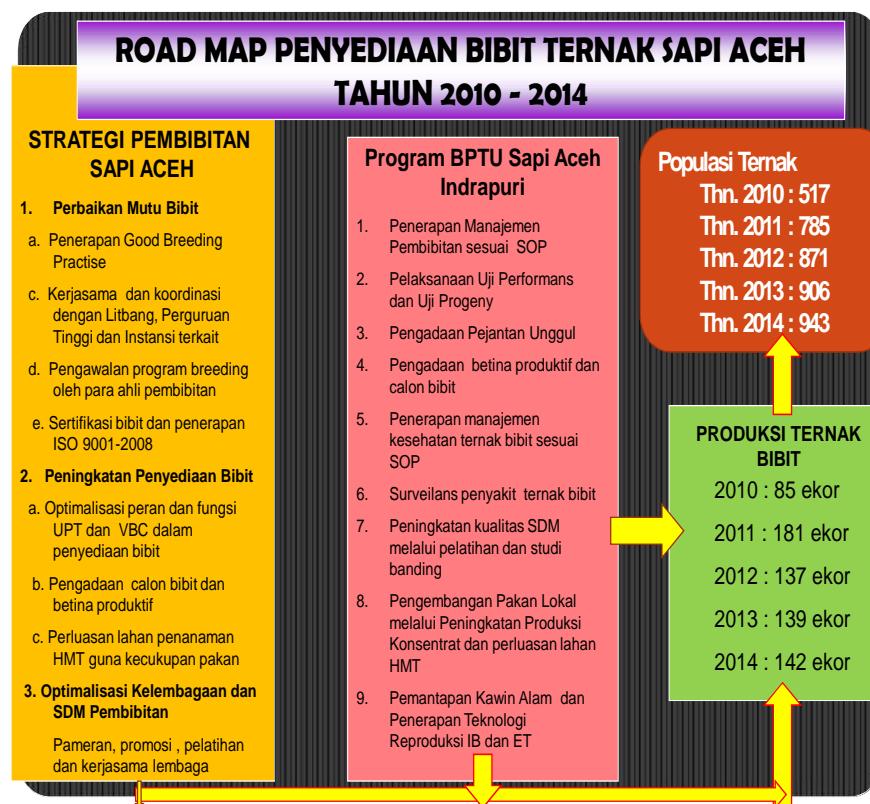 ROAD MAP PENYEDIAAN BIBIT TERNAK SAPI ACEH
TAHUN 2010 - 2014
STRATEGI PEMBIBITAN
SAPI ACEH
1. Perbaikan Mutu Bibit
a. Penerapan Good Breeding
Practise
c. Kerjasama dan koordinasi
dengan Litbang, Perguruan
Tinggi dan Instansi terkait
d. Pengawalan program breeding
oleh para ahli pembibitan
e. Sertifikasi bibit dan penerapan
ISO 9001-2008
2. Peningkatan Penyediaan Bibit
a. Optimalisasi peran dan fungsi
UPT dan VBC dalam
penyediaan bibit
b. Pengadaan calon bibit dan
betina produktif
c. Perluasan lahan penanaman
HMT guna kecukupan pakan
3. Optimalisasi Kelembagaan dan
SDM Pembibitan
Pameran, promosi , pelatihan
dan kerjasama lembaga
Program BPTU Sapi Aceh
Indrapuri
1. Penerapan Manajemen
Pembibitan sesuai SOP
2. Pelaksanaan Uji Performans
dan Uji Progeny
3. Pengadaan Pejantan Unggul
4. Pengadaan betina produktif dan
calon bibit
5. Penerapan manajemen
kesehatan ternak bibit sesuai
SOP
6. Surveilans penyakit ternak bibit
7. Peningkatan kualitas SDM
melalui pelatihan dan studi
banding
8. Pengembangan Pakan Lokal
melalui Peningkatan Produksi
Konsentrat dan perluasan lahan
HMT
9. Pemantapan Kawin Alam dan
Penerapan Teknologi
Reproduksi IB dan ET
Populasi Ternak
Thn. 2010 : 517
Thn. 2011 : 785
Thn. 2012 : 871
Thn. 2013 : 906
Thn. 2014 : 943
PRODUKSI TERNAK
BIBIT
2010 : 85 ekor
2011 : 181 ekor
2012 : 137 ekor
2013 : 139 ekor
2014 : 142 ekor